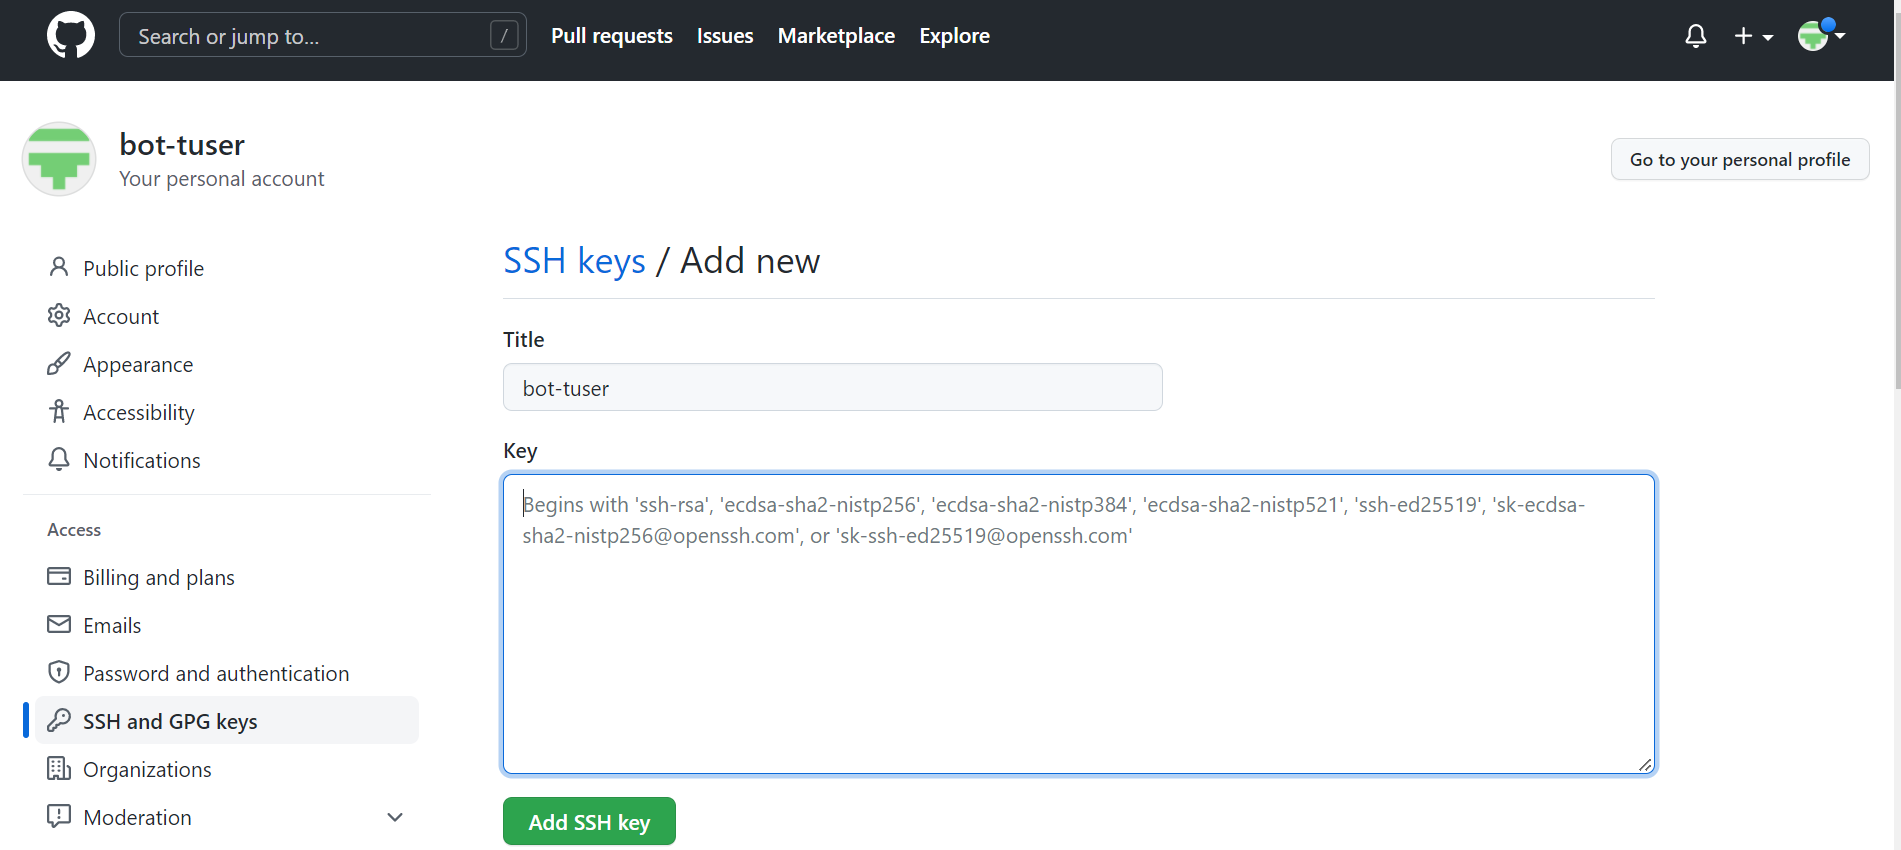 Search or jump to... /
Pull requests Issues Marketplace Explore
bot-tuser
Your personal account
Go to your personal profile
Public profile
Account
Appearance
Accessibility
Notifications
Access
Billing and plans
Emails
Password and authentication
SSH and GPG keys
Organizations
Moderation
SSH keys / Add new
Title
bot-tuser
Key
Begins with 'ssh-rsa', 'ecdsa-sha2-nistp256', 'ecdsa-sha2-nistp384', 'ecdsa-sha2-nistp521', 'ssh-ed25519', 'sk-ecdsa-
sha2-nistp256@openssh.com', or 'sk-ssh-ed25519@openssh.com'
Add SSH key